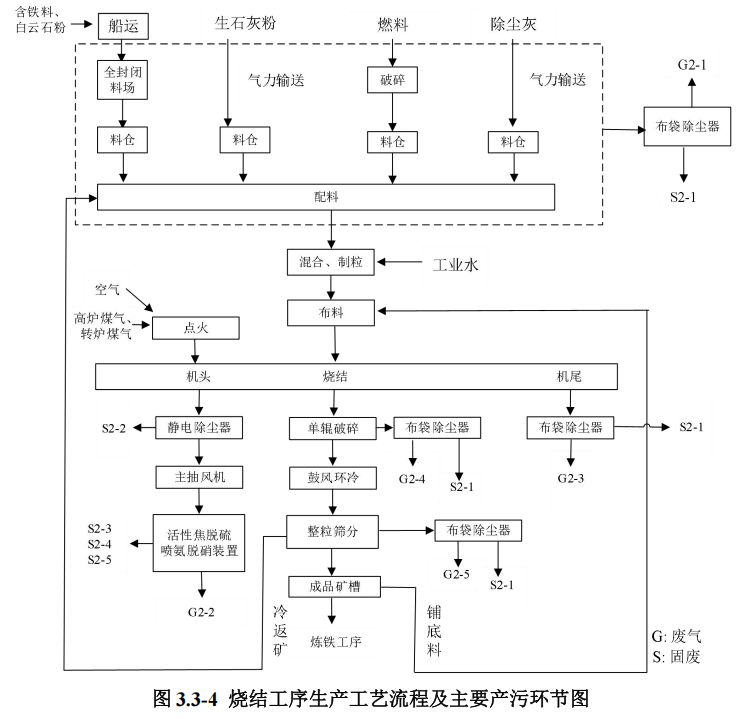 含铁料、
白云石粉
船运
生石灰粉
燃料
除尘灰
全封闭
料场
气力输送
破碎
气力输送
G2-1
布袋除尘器
料仓
料仓
料仓
料仓
S2-1
配料
混合、制粒
工业水
空气
布料
高炉煤气、
转炉煤气
点火
机头
烧结
机尾
S2-2
静电除尘器
单辊破碎
布袋除尘器
布袋除尘器
S2-1
主抽风机
鼓风环冷
G2-4
S2-1
G2-3
S2-3
S2-4
S2-5
活性焦脱硫
喷氨脱硝装置
整粒筛分
布袋除尘器
G2-5
S2-1
G2-2
冷
返
矿
成品矿槽
铺
底
料
炼铁工序
G: 废气
S: 固废
图 3.3-4 烧结工序生产工艺流程及主要产污环节图